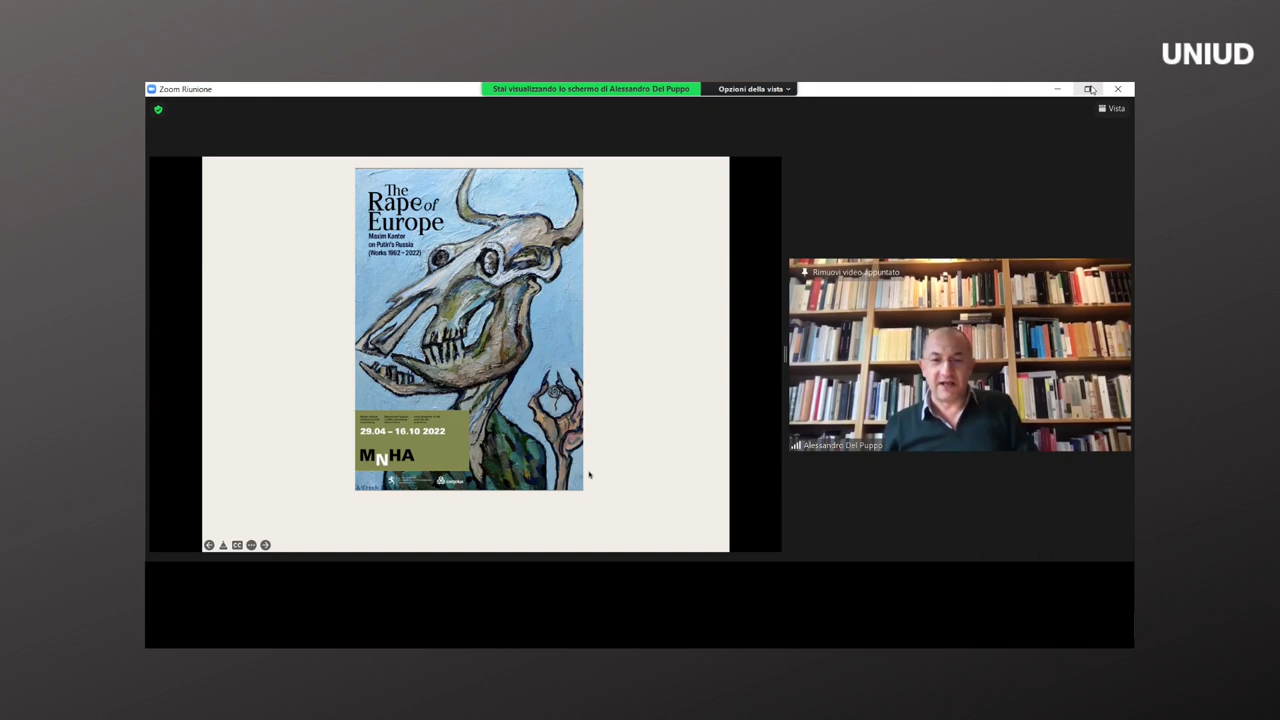 UNIUD
Zoom Riunione
Stai visualizzando lo schermo di Alessandro Del Puppo
Opzioni della vista
Vista
The
Rape of
Europe
Maxim Kantor
on Putin's Russia
(Works 1992–2022)
29.04 – 16.10 2022
MNHA
CC
Rimuovi video appuntato
Alessandro Del Puppo